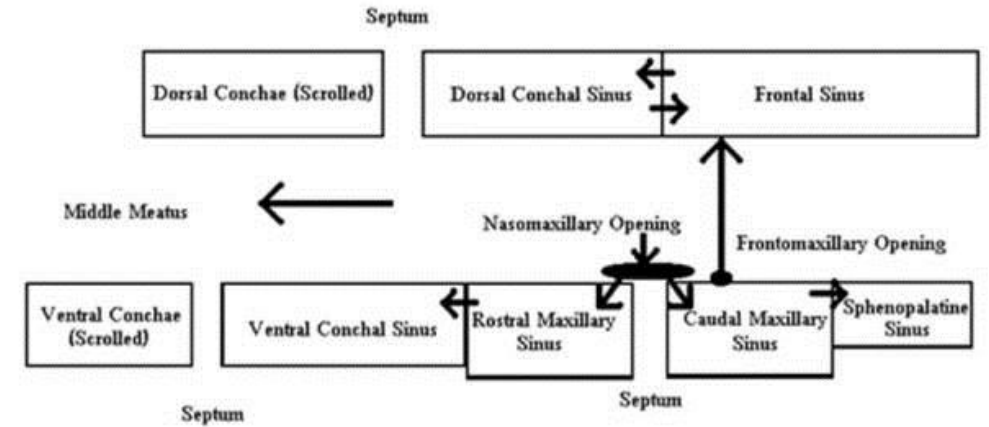 Septum
Dorsal Conchae (Scrolled)
Dorsal Conchal Sinus
Frontal Sinus
Middle Meatus
Nasomaxillary Opening
Frontomaxillary Opening
Ventral Conchae
(Scrolled)
Ventral Conchal Sinus
Rostral Maxillary
Sinus
Caudal Maxillary
Sinus
Sphenopalatine
Sinus
Septum
Septum